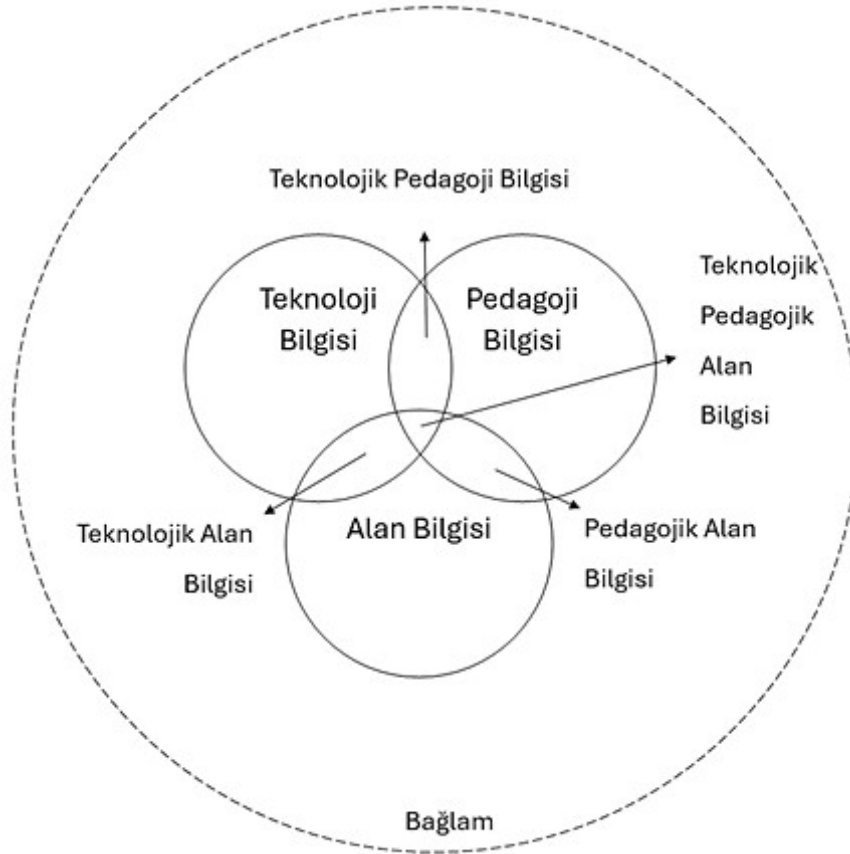 Teknolojik Pedagoji Bilgisi
Teknoloji
Bilgisi
Pedagoji
Bilgisi
Teknolojik
Pedagojik
Alan
Bilgisi
Teknolojik Alan
Bilgisi
Alan Bilgisi
Pedagojik Alan
Bilgisi
Bağlam